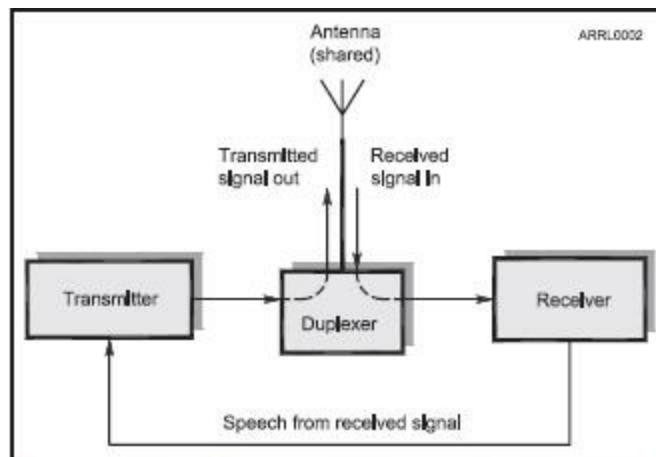 Antenna
(shared)
ARRL0002
Transmitted
signal out
Received
signal in
Transmitter
Duplexer
Receiver
Speech from received signal